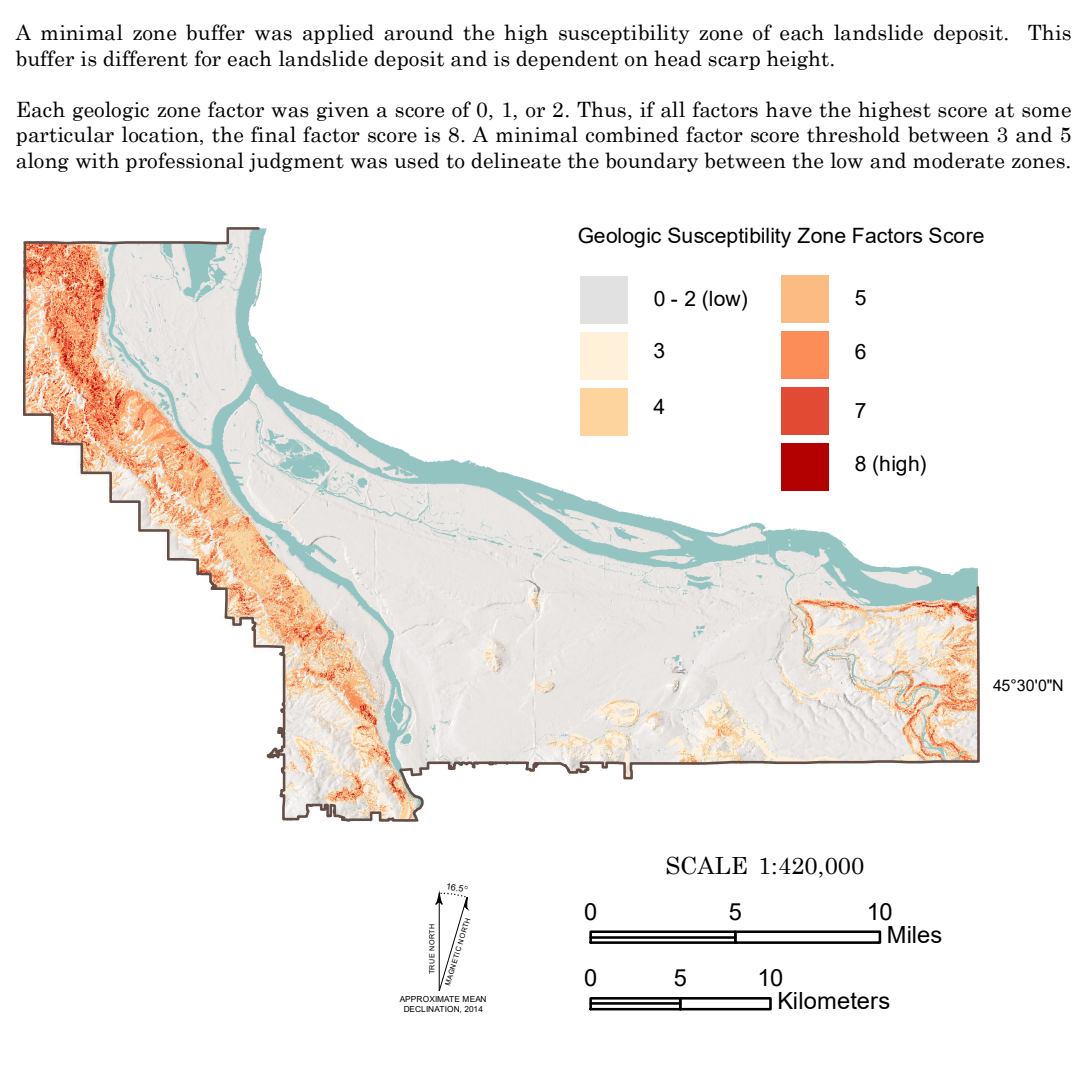 A minimal zone buffer was applied around the high susceptibility zone of each landslide deposit. This
buffer is different for each landslide deposit and is dependent on head scarp height.
Each geologic zone factor was given a score of 0, 1, or 2. Thus, if all factors have the highest score at some
particular location, the final factor score is 8. A minimal combined factor score threshold between 3 and 5
along with professional judgment was used to delineate the boundary between the low and moderate zones.
Geologic Susceptibility Zone Factors Score
0 - 2 (low)
3
4
5
6
7
8 (high)
45°30'0"N
SCALE 1:420,000
0 5 10
Miles
0 5 10
Kilometers
16.5°
TRUE NORTH
MAGNETIC NORTH
APPROXIMATE MEAN
DECLINATION, 2014